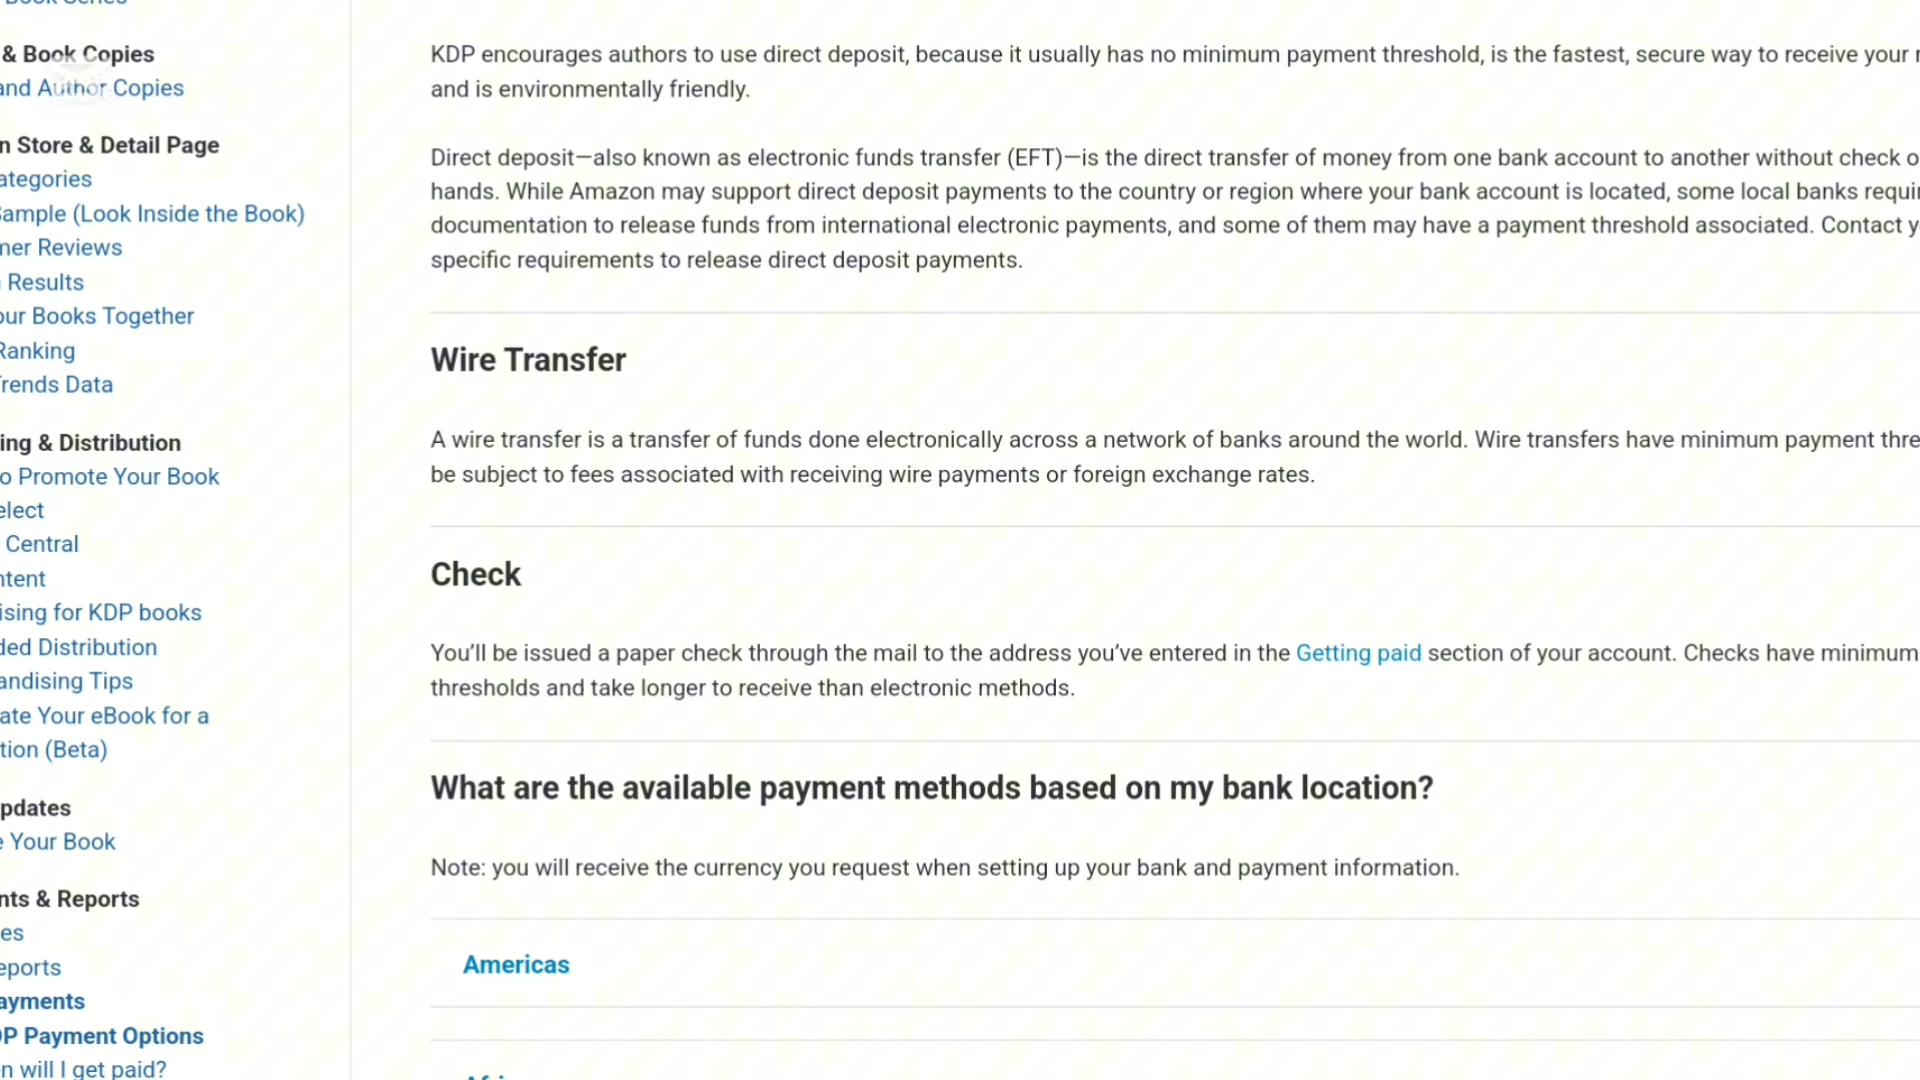 & Book Copies
and Author Copies
n Store & Detail Page
ategories
Sample (Look Inside the Book)
mer Reviews
Results
our Books Together
Ranking
Trends Data
ing & Distribution
o Promote Your Book
elect
Central
ntent
ising for KDP books
ded Distribution
andising Tips
ate Your eBook for a
tion (Beta)
pdates
e Your Book
nts & Reports
es
eports
ayments
DP Payment Options
n will I get paid?
KDP encourages authors to use direct deposit, because it usually has no minimum payment threshold, is the fastest, secure way to receive your
and is environmentally friendly.
Direct deposit—also known as electronic funds transfer (EFT)—is the direct transfer of money from one bank account to another without check o
hands. While Amazon may support direct deposit payments to the country or region where your bank account is located, some local banks requi
documentation to release funds from international electronic payments, and some of them may have a payment threshold associated. Contact y
specific requirements to release direct deposit payments.
Wire Transfer
A wire transfer is a transfer of funds done electronically across a network of banks around the world. Wire transfers have minimum payment thre
be subject to fees associated with receiving wire payments or foreign exchange rates.
Check
You’ll be issued a paper check through the mail to the address you’ve entered in the Getting paid section of your account. Checks have minimum
thresholds and take longer to receive than electronic methods.
What are the available payment methods based on my bank location?
Note: you will receive the currency you request when setting up your bank and payment information.
Americas